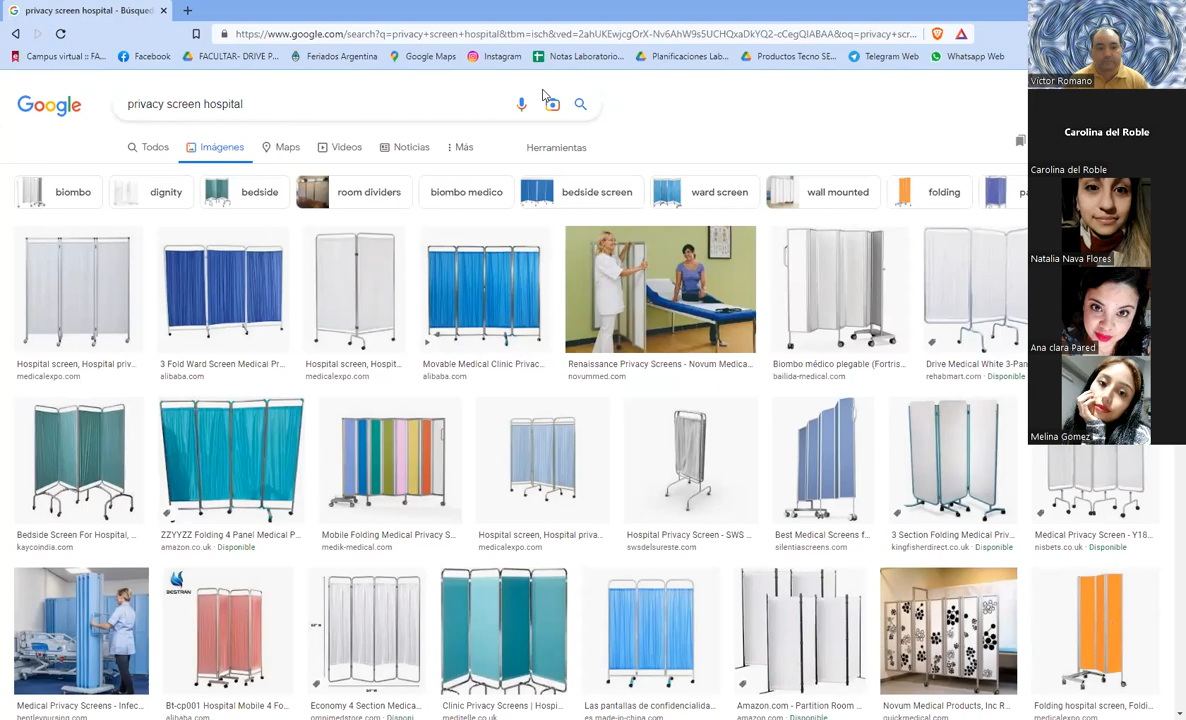 privacy screen hospital - Búsqued
https://www.google.com/search?q=privacy+screen+hospital&tbm=isch&ved=2ahUKEwjcgOrX-Nv6AhW9s5UCHQxaDkYQ2-cCegQIABAA&oq=privacy+scr...
Campus virtual :: FA...
Facebook
FACULTAR- DRIVE P...
Feriados Argentina
Google Maps
Instagram
Notas Laboratorio...
Planificaciones Lab...
Productos Tecno SE...
Telegram Web
Whatsapp Web
Google
privacy screen hospital
Todos
Imágenes
Maps
Videos
Noticias
Más
Herramientas
biombo
dignity
bedside
room dividers
biombo medico
bedside screen
ward screen
wall mounted
folding
Hospital screen, Hospital priv...
medicalexpo.com
3 Fold Ward Screen Medical Pr...
alibaba.com
Hospital screen, Hospit...
medicalexpo.com
Movable Medical Clinic Privac...
alibaba.com
Renaissance Privacy Screens - Novum Medica...
novummed.com
Biombo médico plegable (Fortris...
bailida-medical.com
Drive Medical White 3-Pan
rehabmart.com · Disponible
Bedside Screen For Hospital, ...
kaycoindia.com
ZZYYZZ Folding 4 Panel Medical P...
amazon.co.uk · Disponible
Mobile Folding Medical Privacy S...
medik-medical.com
Hospital screen, Hospital priva...
medicalexpo.com
Hospital Privacy Screen - SWS ...
swsdelsureste.com
Best Medical Screens f...
silentiascreens.com
3 Section Folding Medical Priv...
kingfisherdirect.co.uk · Disponible
Medical Privacy Screen - Y18...
nisbets.co.uk · Disponible
BESTRAN
Medical Privacy Screens - Infec...
bentleynursing.com
Bt-cp001 Hospital Mobile 4 Fo...
alibaba.com
Economy 4 Section Medica...
omnimedstore.com · Disponi...
Clinic Privacy Screens | Hospi...
meditelle.co.uk
Las pantallas de confidencialida...
es.made-in-china.com
Amazon.com - Partition Room ...
amazon.com · Disponible
Novum Medical Products, Inc R...
quickmedical.com
Folding hospital screen, Foldi...
medicalexpo.com
Victor Romano
Carolina del Roble
Carolina del Roble
Natalia Nava Flores
Ana clara Pared
Melina Gomez